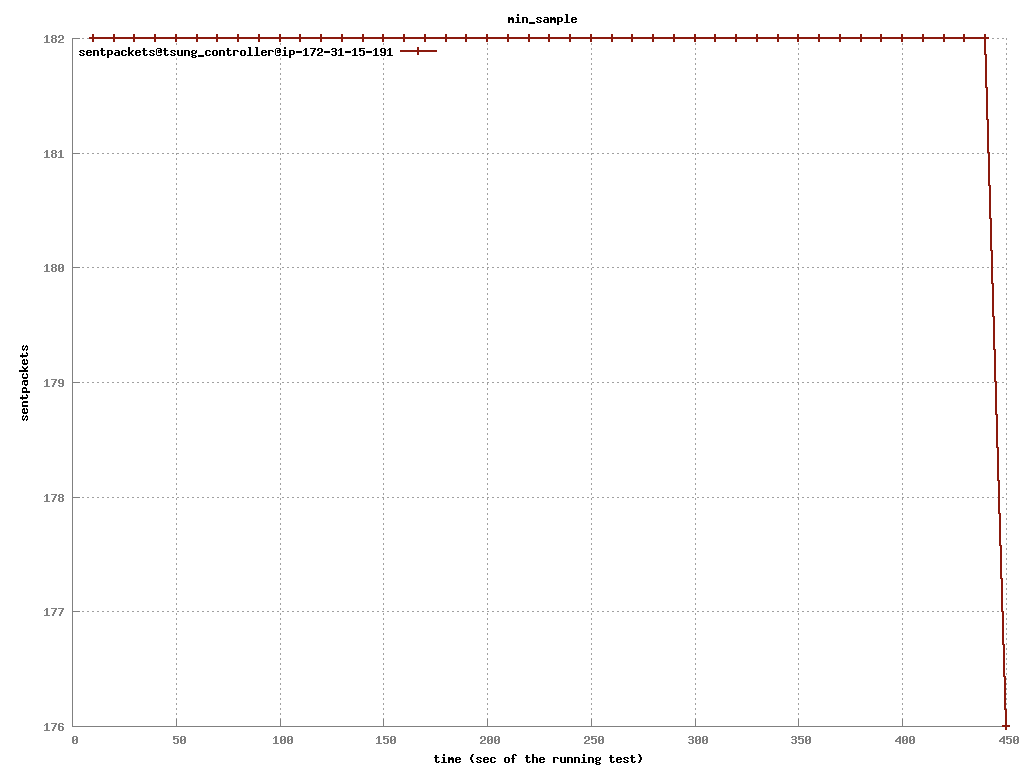 min_sample
182
sentpackets@tsung_controller@ip-172-31-15-191
181
180
179
sentpackets
178
177
176
0 50 100 150 200 250 300 350 400 450
time (sec of the running test)